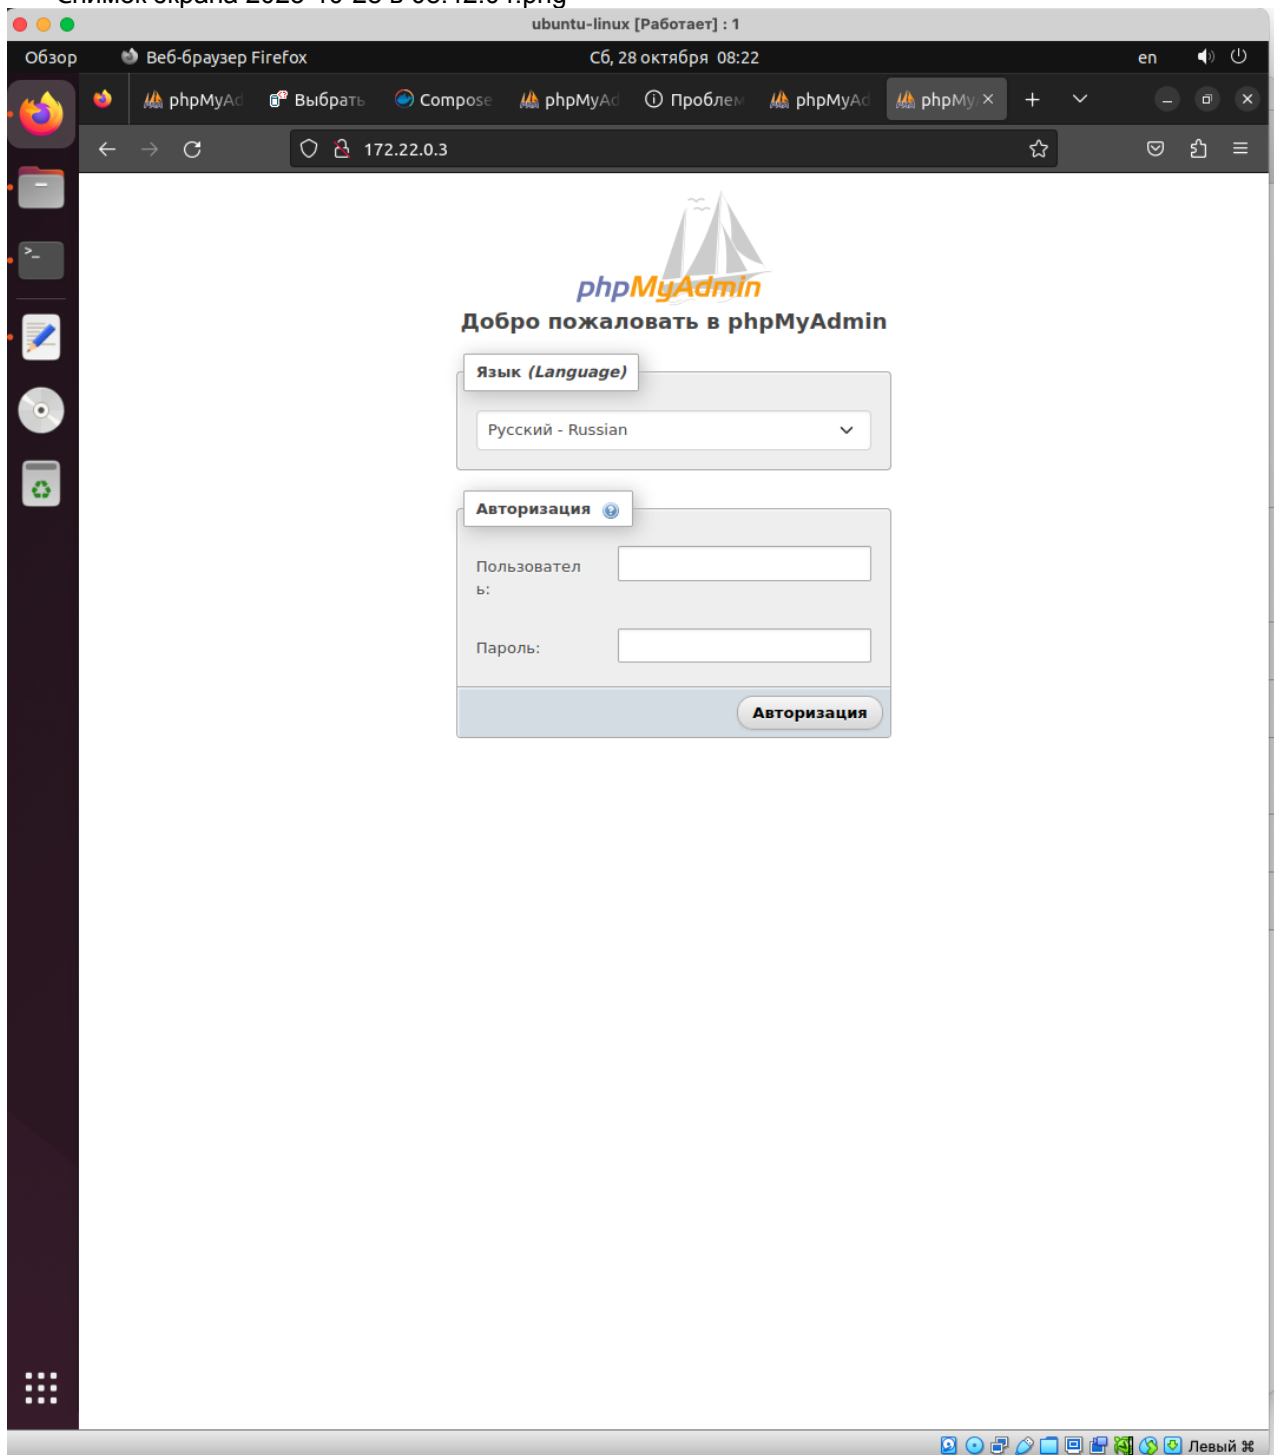 ubuntu-linux [Работает] : 1
Обзор Веб-браузер Firefox Сб, 28 октября 08:22 en
phpMyAd Выбрать Compose phpMyAd Проблем phpMyAd phpMy
172.22.0.3
phpMyAdmin
Добро пожаловать в phpMyAdmin
Язык (Language)
Русский - Russian
Авторизация
Пользовател
ь:
Пароль:
Авторизация
Левый ⌘